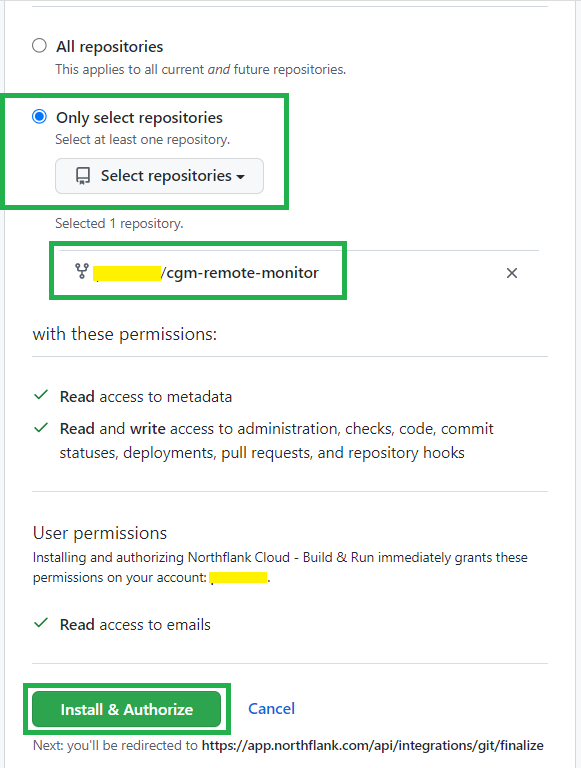 All repositories
This applies to all current and future repositories.
Only select repositories
Select at least one repository.
Select repositories
Selected 1 repository.
/cgm-remote-monitor
with these permissions:
Read access to metadata
Read and write access to administration, checks, code, commit
statuses, deployments, pull requests, and repository hooks
User permissions
Installing and authorizing Northflank Cloud - Build & Run immediately grants these
permissions on your account: .
Read access to emails
Install & Authorize Cancel
Next: you'll be redirected to https://app.northflank.com/api/integrations/git/finalize